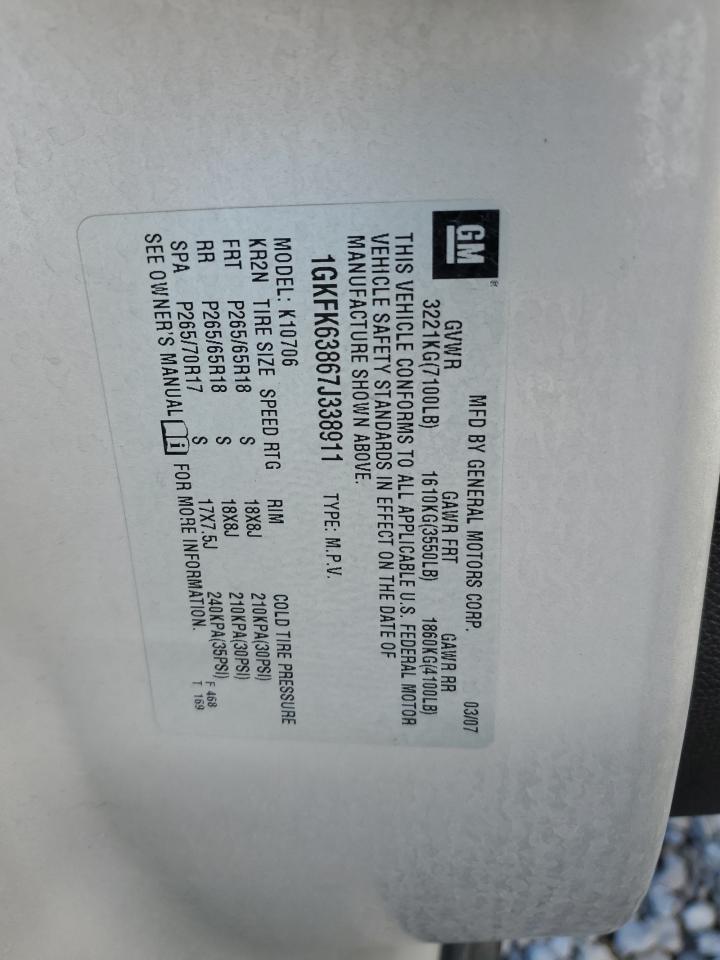 GM®
MFD BY GENERAL MOTORS CORP. 03/07
GVWR GAWR FRT GAWR RR
3221KG(7100LB) 1610KG(3550LB) 1860KG(4100LB)
THIS VEHICLE CONFORMS TO ALL APPLICABLE U.S. FEDERAL MOTOR
VEHICLE SAFETY STANDARDS IN EFFECT ON THE DATE OF
MANUFACTURE SHOWN ABOVE.
1GKFK63867J338911 TYPE: M.P.V.
MODEL: K10706
KR2N TIRE SIZE SPEED RTG RIM COLD TIRE PRESSURE
FRT P265/65R18 S 18X8J 210KPA(30PSI)
RR P265/65R18 S 18X8J 210KPA(30PSI)
SPA P265/70R17 S 17X7.5J 240KPA(35PSI)
SEE OWNER'S MANUAL i FOR MORE INFORMATION.
F 468
T 169